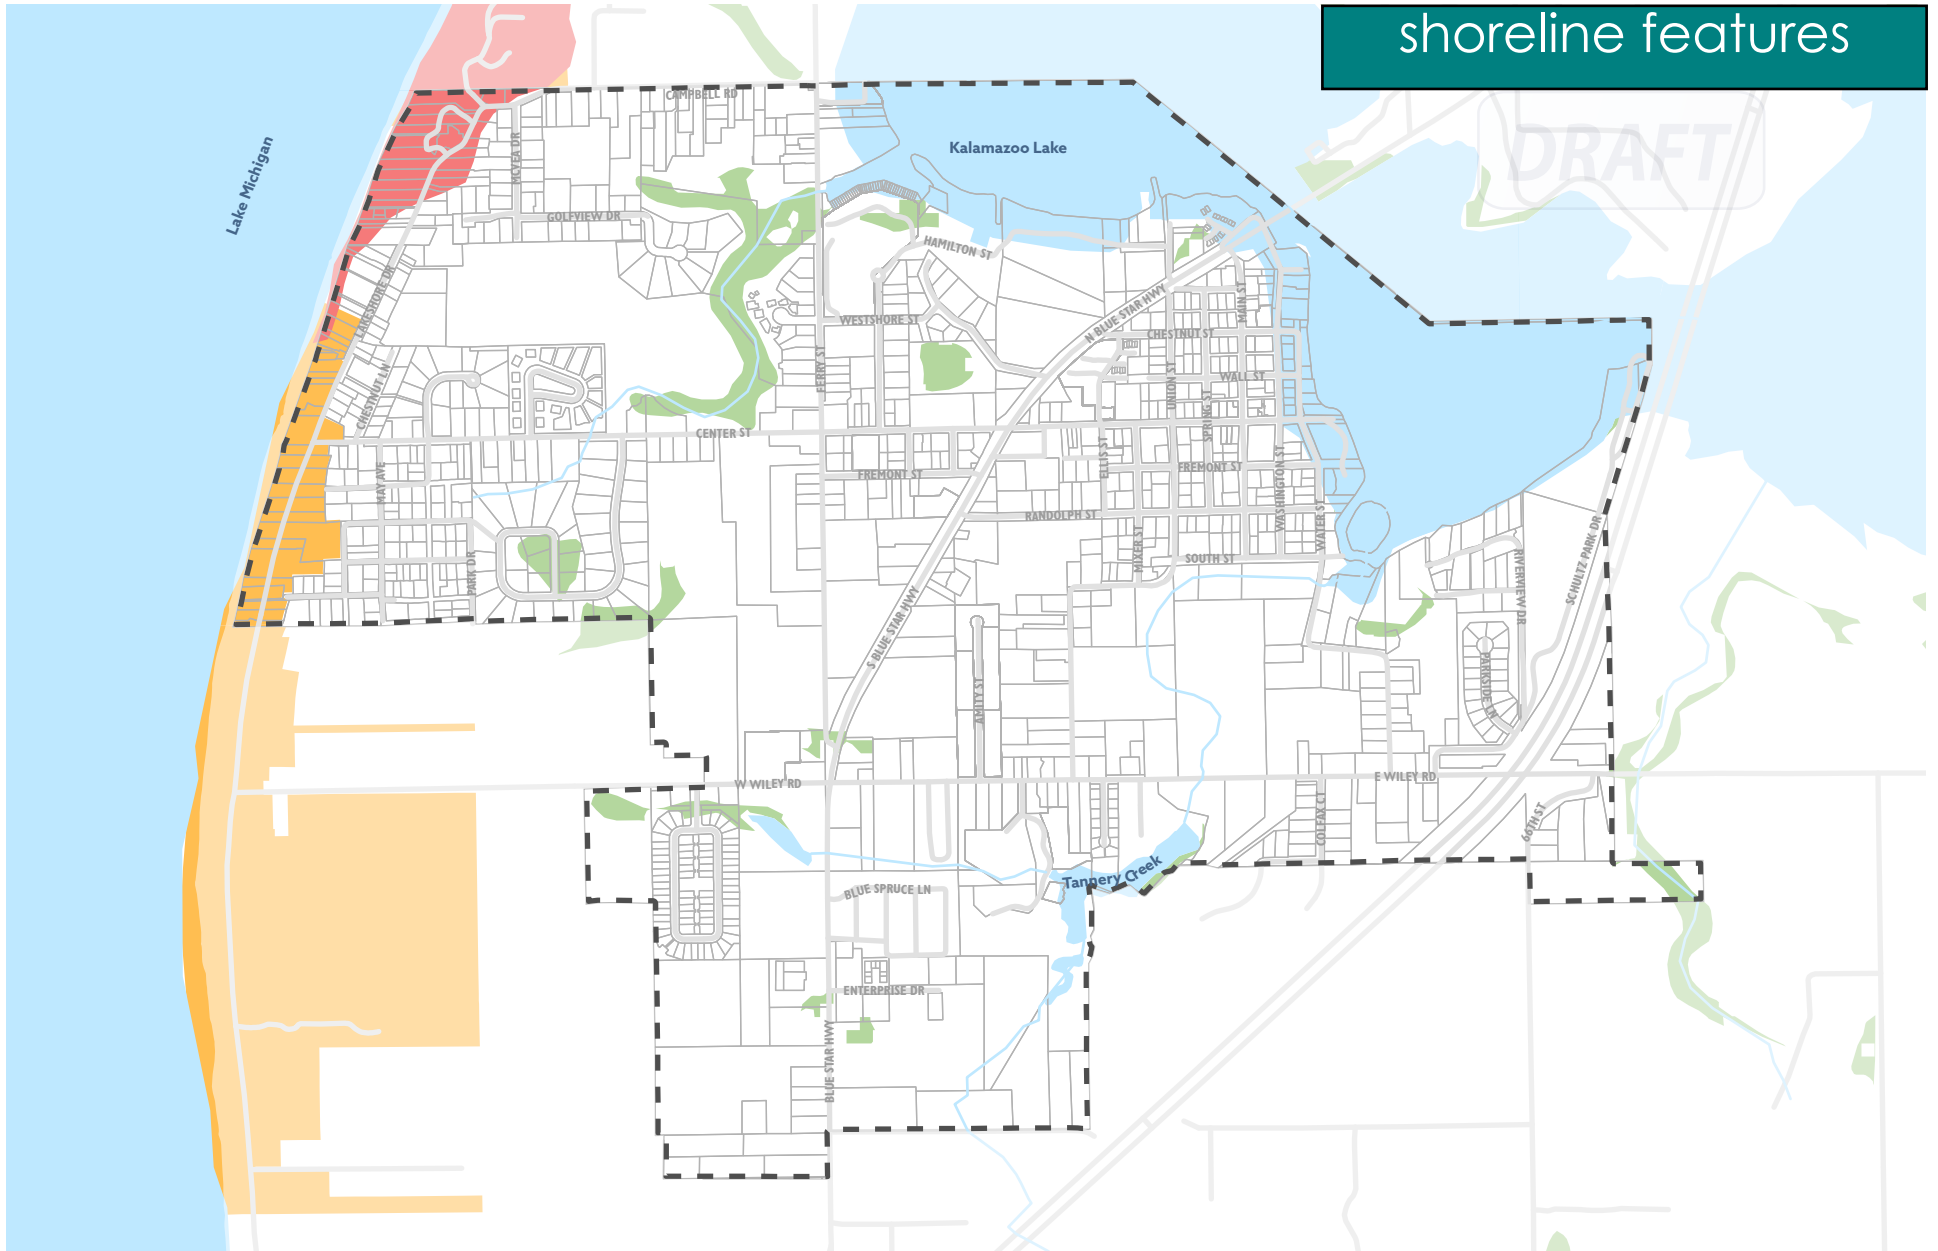 shoreline features
CAMPBELL RD
DRAFT
Kalamazoo Lake
Lake Michigan
MCVEA DR
GOLFVIEW DR
HAMILTON ST
LAKESHORE DR
WESTSHORE ST
N BLUE STAR HWY
MAIN ST
CHESTNUT ST
FERRY ST
CHESTNUT LN
UNION ST
WALL ST
SPRING ST
CENTER ST
MAY AVE
FREMONT ST
ELLIS ST
FREMONT ST
WASHINGTON ST
RANDOLPH ST
WATER ST
MIXER ST
SOUTH ST
PARK DR
RIVERVIEW DR
SCHULTZ PARK DR
S BLUE STAR HWY
AMITY ST
PARKSIDE LN
W WILEY RD
E WILEY RD
COLFAX CT
66TH ST
Tannery Creek
BLUE SPRUCE LN
ENTERPRISE DR
BLUE STAR HWY